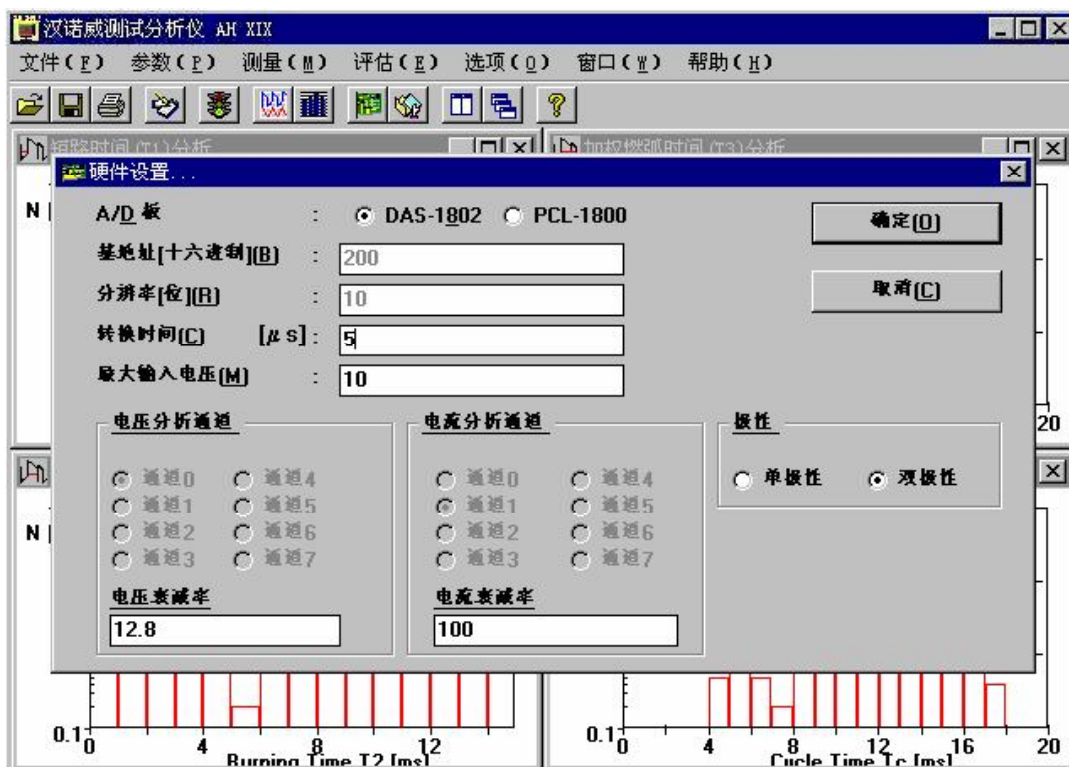 汉诺威测试分析仪 AH XIX
文件(F) 参数(P) 测量(M) 评估(E) 选项(O) 窗口(W) 帮助(H)
短路时间(T1)分析
加权燃弧时间(T3)分析
硬件设置...
N
A/D 板 : DAS-1802 PCL-1800
确定[O]
基地址[十六进制](B) : 200
分辨率[位](R) : 10
取消[C]
转换时间(C) [μs]: 5
最大输入电压(M) : 10
电压分析通道
通道0 通道4
通道1 通道5
通道2 通道6
通道3 通道7
电压衰减率
12.8
电流分析通道
通道0 通道4
通道1 通道5
通道2 通道6
通道3 通道7
电流衰减率
100
极性
单极性 双极性
20
N
0.1
0 4 8 12
Burning Time T2 [ms]
0.1
0 4 8 12 16 20
Cycle Time Tc [ms]